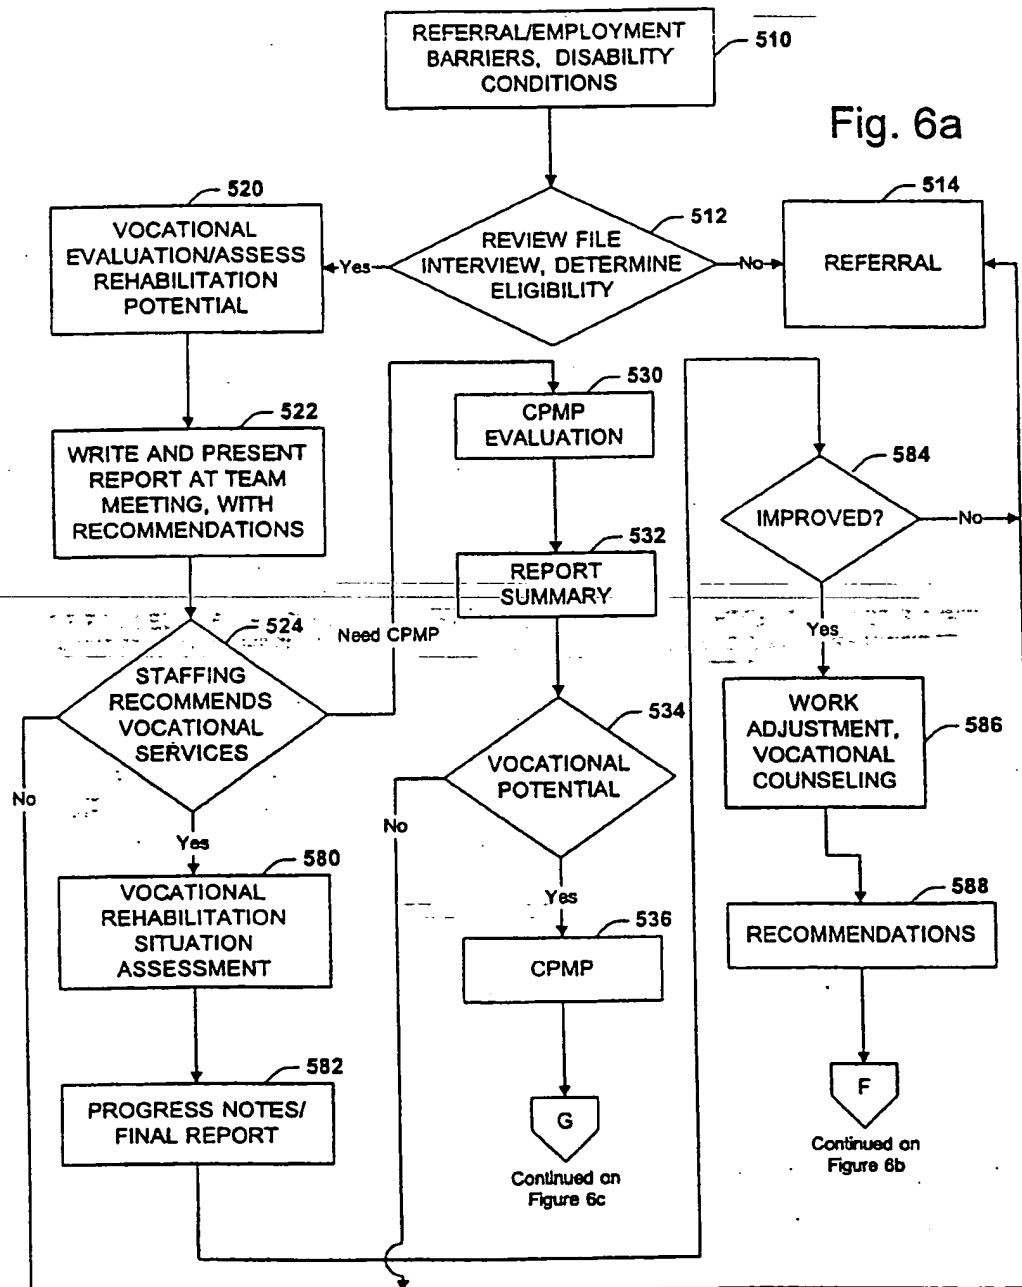 REFERRAL/EMPLOYMENT
BARRIERS, DISABILITY
CONDITIONS
510
Fig. 6a
520
VOCATIONAL
EVALUATION/ASSESS
REHABILITATION
POTENTIAL
Yes
512
REVIEW FILE
INTERVIEW, DETERMINE
ELIGIBILITY
No
514
REFERRAL
522
WRITE AND PRESENT
REPORT AT TEAM
MEETING, WITH
RECOMMENDATIONS
530
CPMP
EVALUATION
584
IMPROVED?
No
532
REPORT
SUMMARY
Yes
524
Need CPMP
STAFFING
RECOMMENDS
VOCATIONAL
SERVICES
No
Yes
534
VOCATIONAL
POTENTIAL
No
Yes
WORK
ADJUSTMENT,
VOCATIONAL
COUNSELING
586
580
VOCATIONAL
REHABILITATION
SITUATION
ASSESSMENT
536
CPMP
588
RECOMMENDATIONS
582
PROGRESS NOTES/
FINAL REPORT
G
Continued on
Figure 6c
F
Continued on
Figure 6b